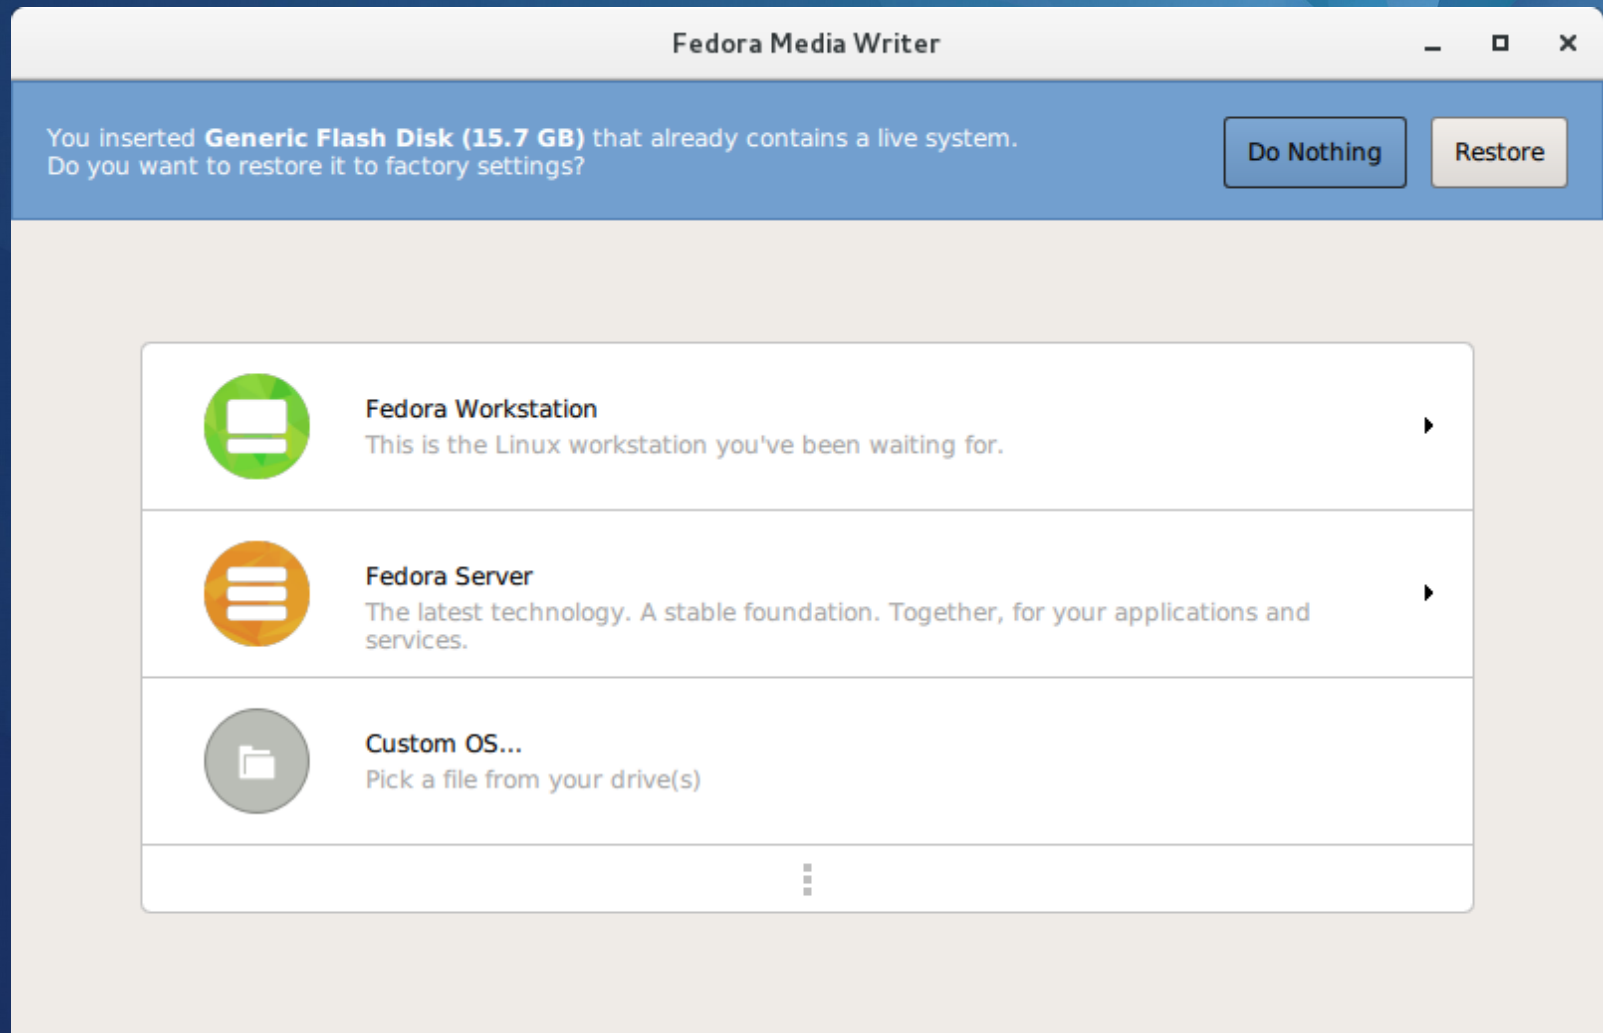 Fedora Media Writer
You inserted Generic Flash Disk (15.7 GB) that already contains a live system.
Do you want to restore it to factory settings?
Do Nothing
Restore
Fedora Workstation
This is the Linux workstation you've been waiting for.
Fedora Server
The latest technology. A stable foundation. Together, for your applications and
services.
Custom OS...
Pick a file from your drive(s)